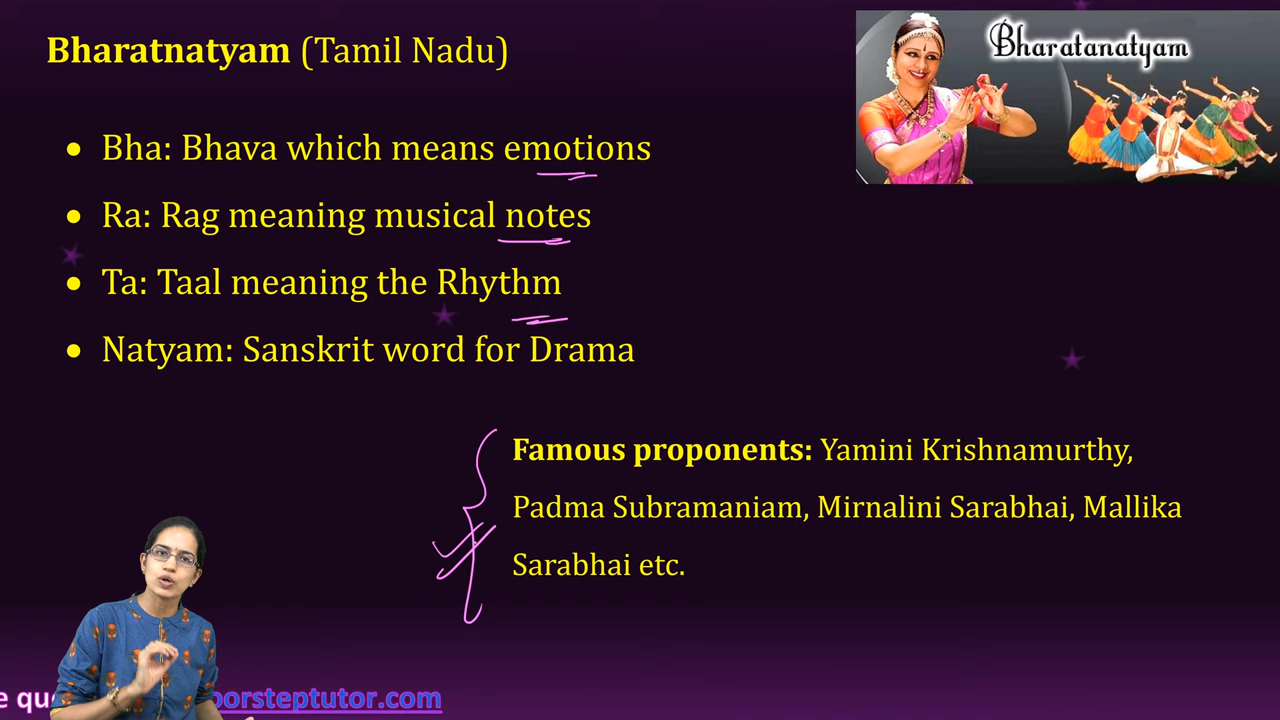 Bharatnatyam (Tamil Nadu)
Bharatanatyam
• Bha: Bhava which means emotions
• Ra: Rag meaning musical notes
• Ta: Taal meaning the Rhythm
• Natyam: Sanskrit word for Drama
Famous proponents: Yamini Krishnamurthy,
Padma Subramaniam, Mirnalini Sarabhai, Mallika
Sarabhai etc.
oorsteptutor.com